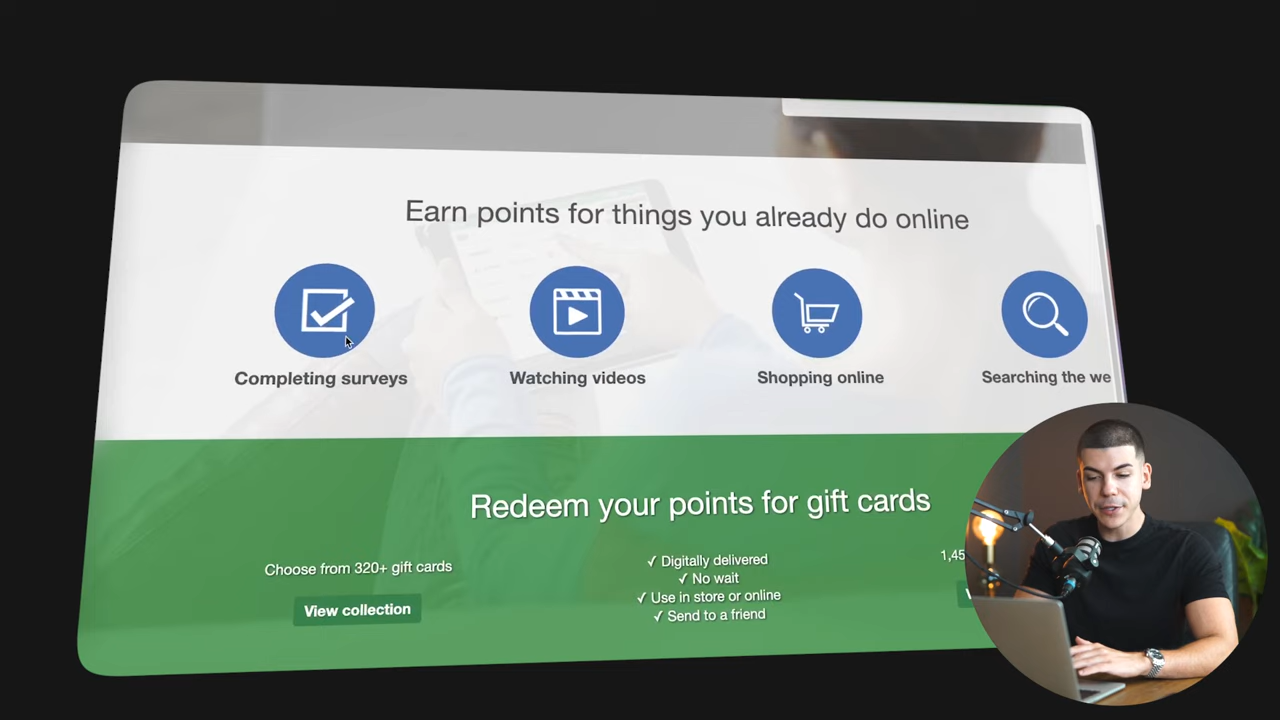 Earn points for things you already do online
Completing surveys
Watching videos
Shopping online
Searching the we
Redeem your points for gift cards
Choose from 320+ gift cards
View collection
✓ Digitally delivered
✓ No wait
✓ Use in store or online
✓ Send to a friend
1,45